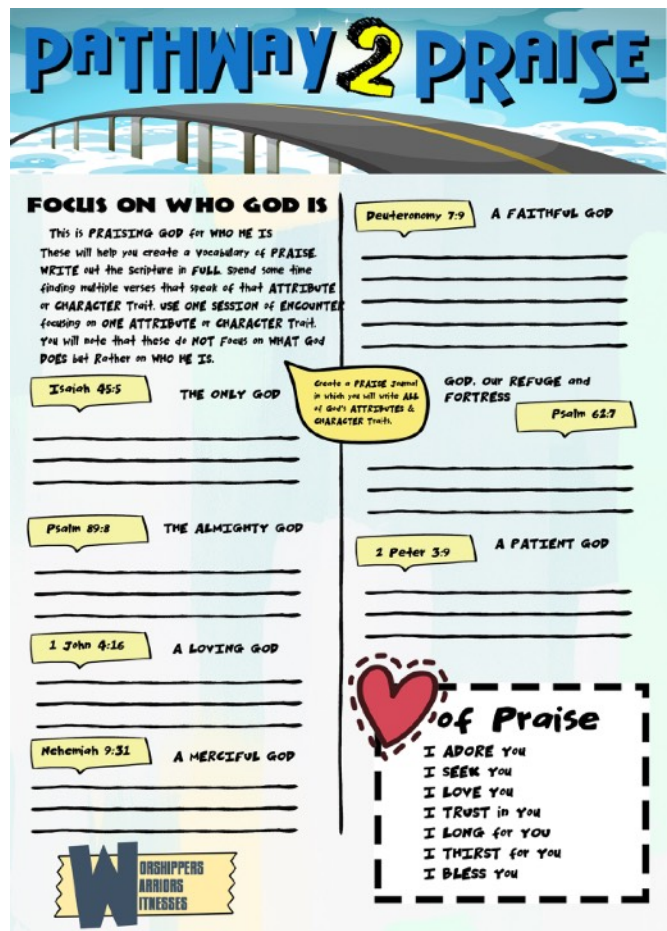 PATHWAY 2 PRAISE
FOCUS ON WHO GOD IS
This is PRAISING GOD for WHO HE IS
These will help you create a vocabulary of PRAISE
WRITE out the Scripture in FULL Spend some time
finding multiple verses that speak of that ATTRIBUTE
or CHARACTER Trait. USE ONE SESSION of ENCOUNTER
focusing on ONE ATTRIBUTE or CHARACTER Trait.
You will note that these do NOT Focus on WHAT God
DOES but Rather on WHO HE IS.
Isaiah 45:5
THE ONLY GOD
Psalm 89:8
THE ALMIGHTY GOD
1 John 4:16
A LOVING GOD
Nehemiah 9:31
A MERCIFUL GOD
WORSHIPPERS
WARRIORS
WITNESSES
Create a PRAISE Journal
in which you will write ALL
of God's ATTRIBUTES &
CHARACTER Traits.
Deuteronomy 7:9
A FAITHFUL GOD
GOD, our REFUGE and
FORTRESS
Psalm 62:7
2 Peter 3:9
A PATIENT GOD
of Praise
I ADORE You
I SEEK You
I LOVE You
I TRUST in You
I LONG for YOU
I THIRST for You
I BLESS You